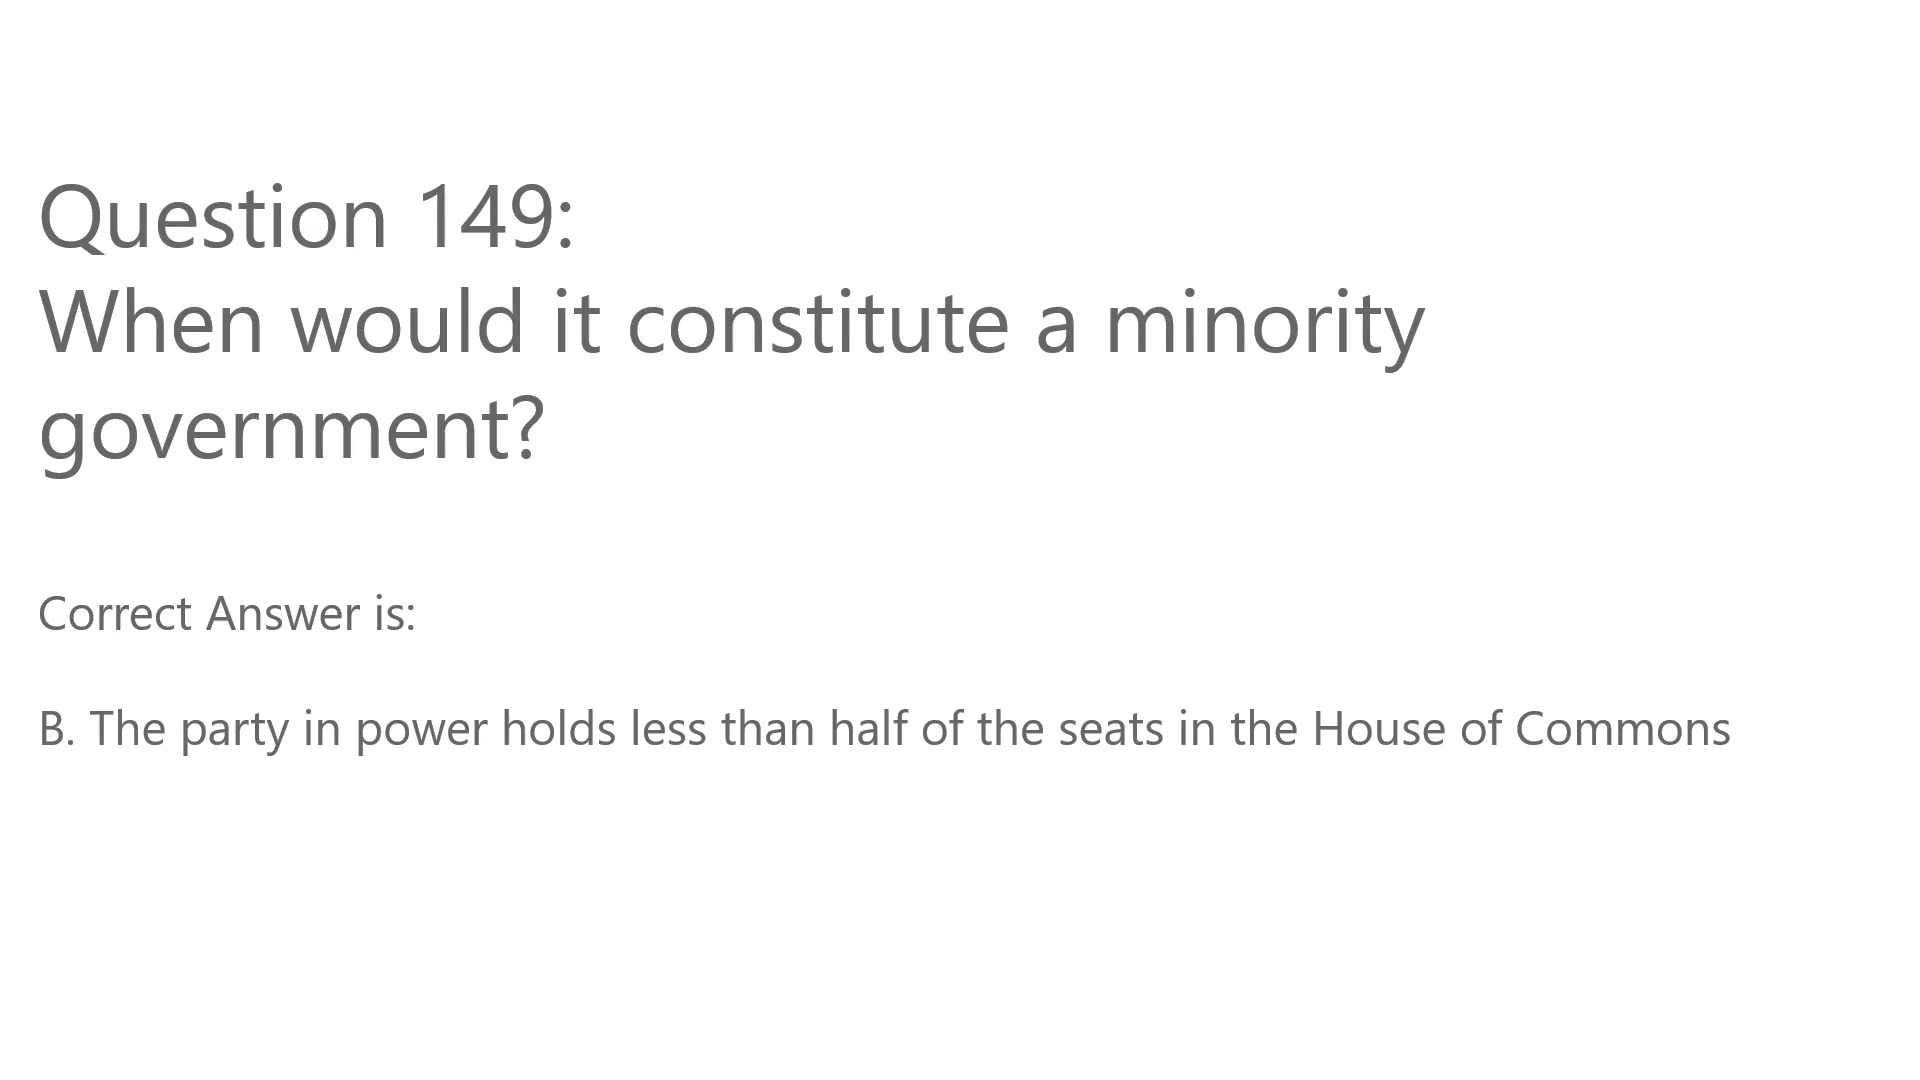 Question 149:
When would it constitute a minority
government?
Correct Answer is:
B. The party in power holds less than half of the seats in the House of Commons